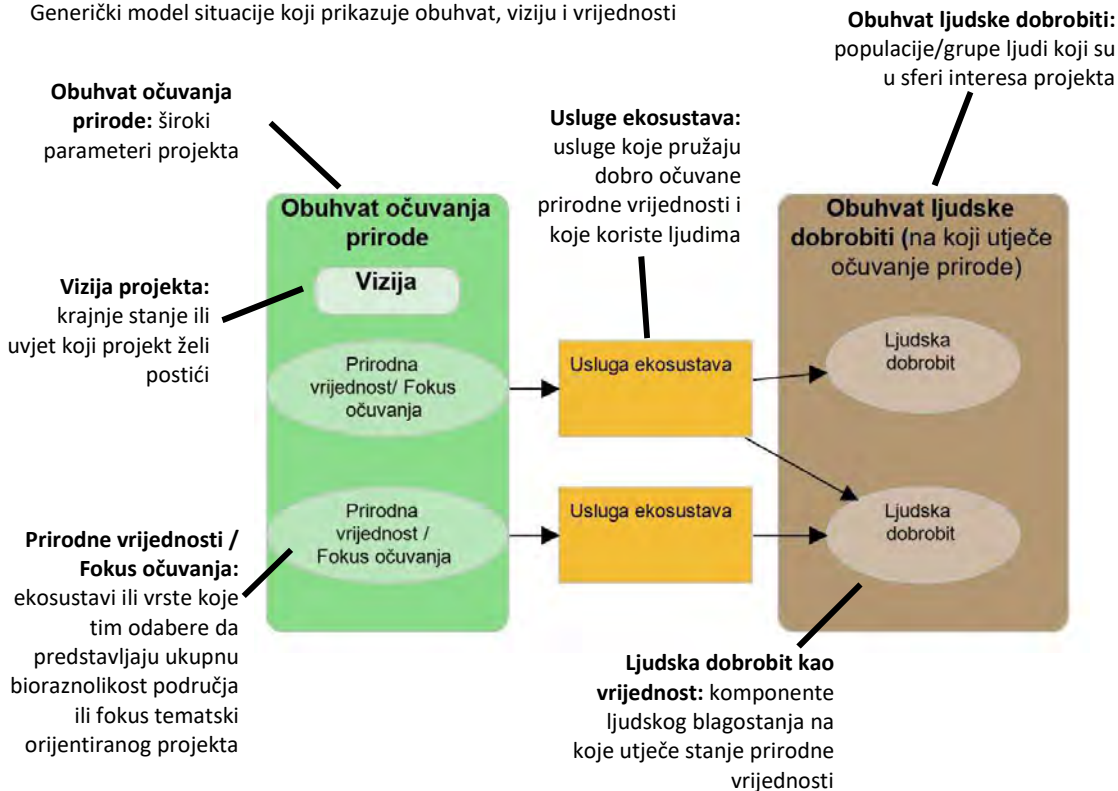 Generički model situacije koji prikazuje obuhvat, viziju i vrijednosti
Obuhvat ljudske dobrobiti:
populacije/grupe ljudi koji su
u sferi interesa projekta
Obuhvat očuvanja
prirode: široki
parameteri projekta
Usluge ekosustava:
usluge koje pružaju
dobro očuvane
prirodne vrijednosti i
koje koriste ljudima
Obuhvat očuvanja
prirode
Vizija
Obuhvat ljudske
dobrobiti (na koji utječe
očuvanje prirode)
Vizija projekta:
krajnje stanje ili
uvjet koji projekt želi
postići
Prirodna
vrijednost/ Fokus
očuvanja
Usluga ekosustava
Ljudska
dobrobit
Prirodna
vrijednost /
Fokus očuvanja
Usluga ekosustava
Ljudska
dobrobit
Prirodne vrijednosti /
Fokus očuvanja:
ekosustavi ili vrste koje
tim odabere da
predstavljaju ukupnu
bioraznolikost područja
ili fokus tematski
orijentiranog projekta
Ljudska dobrobit kao
vrijednost: komponente
ljudskog blagostanja na
koje utječe stanje prirodne
vrijednosti